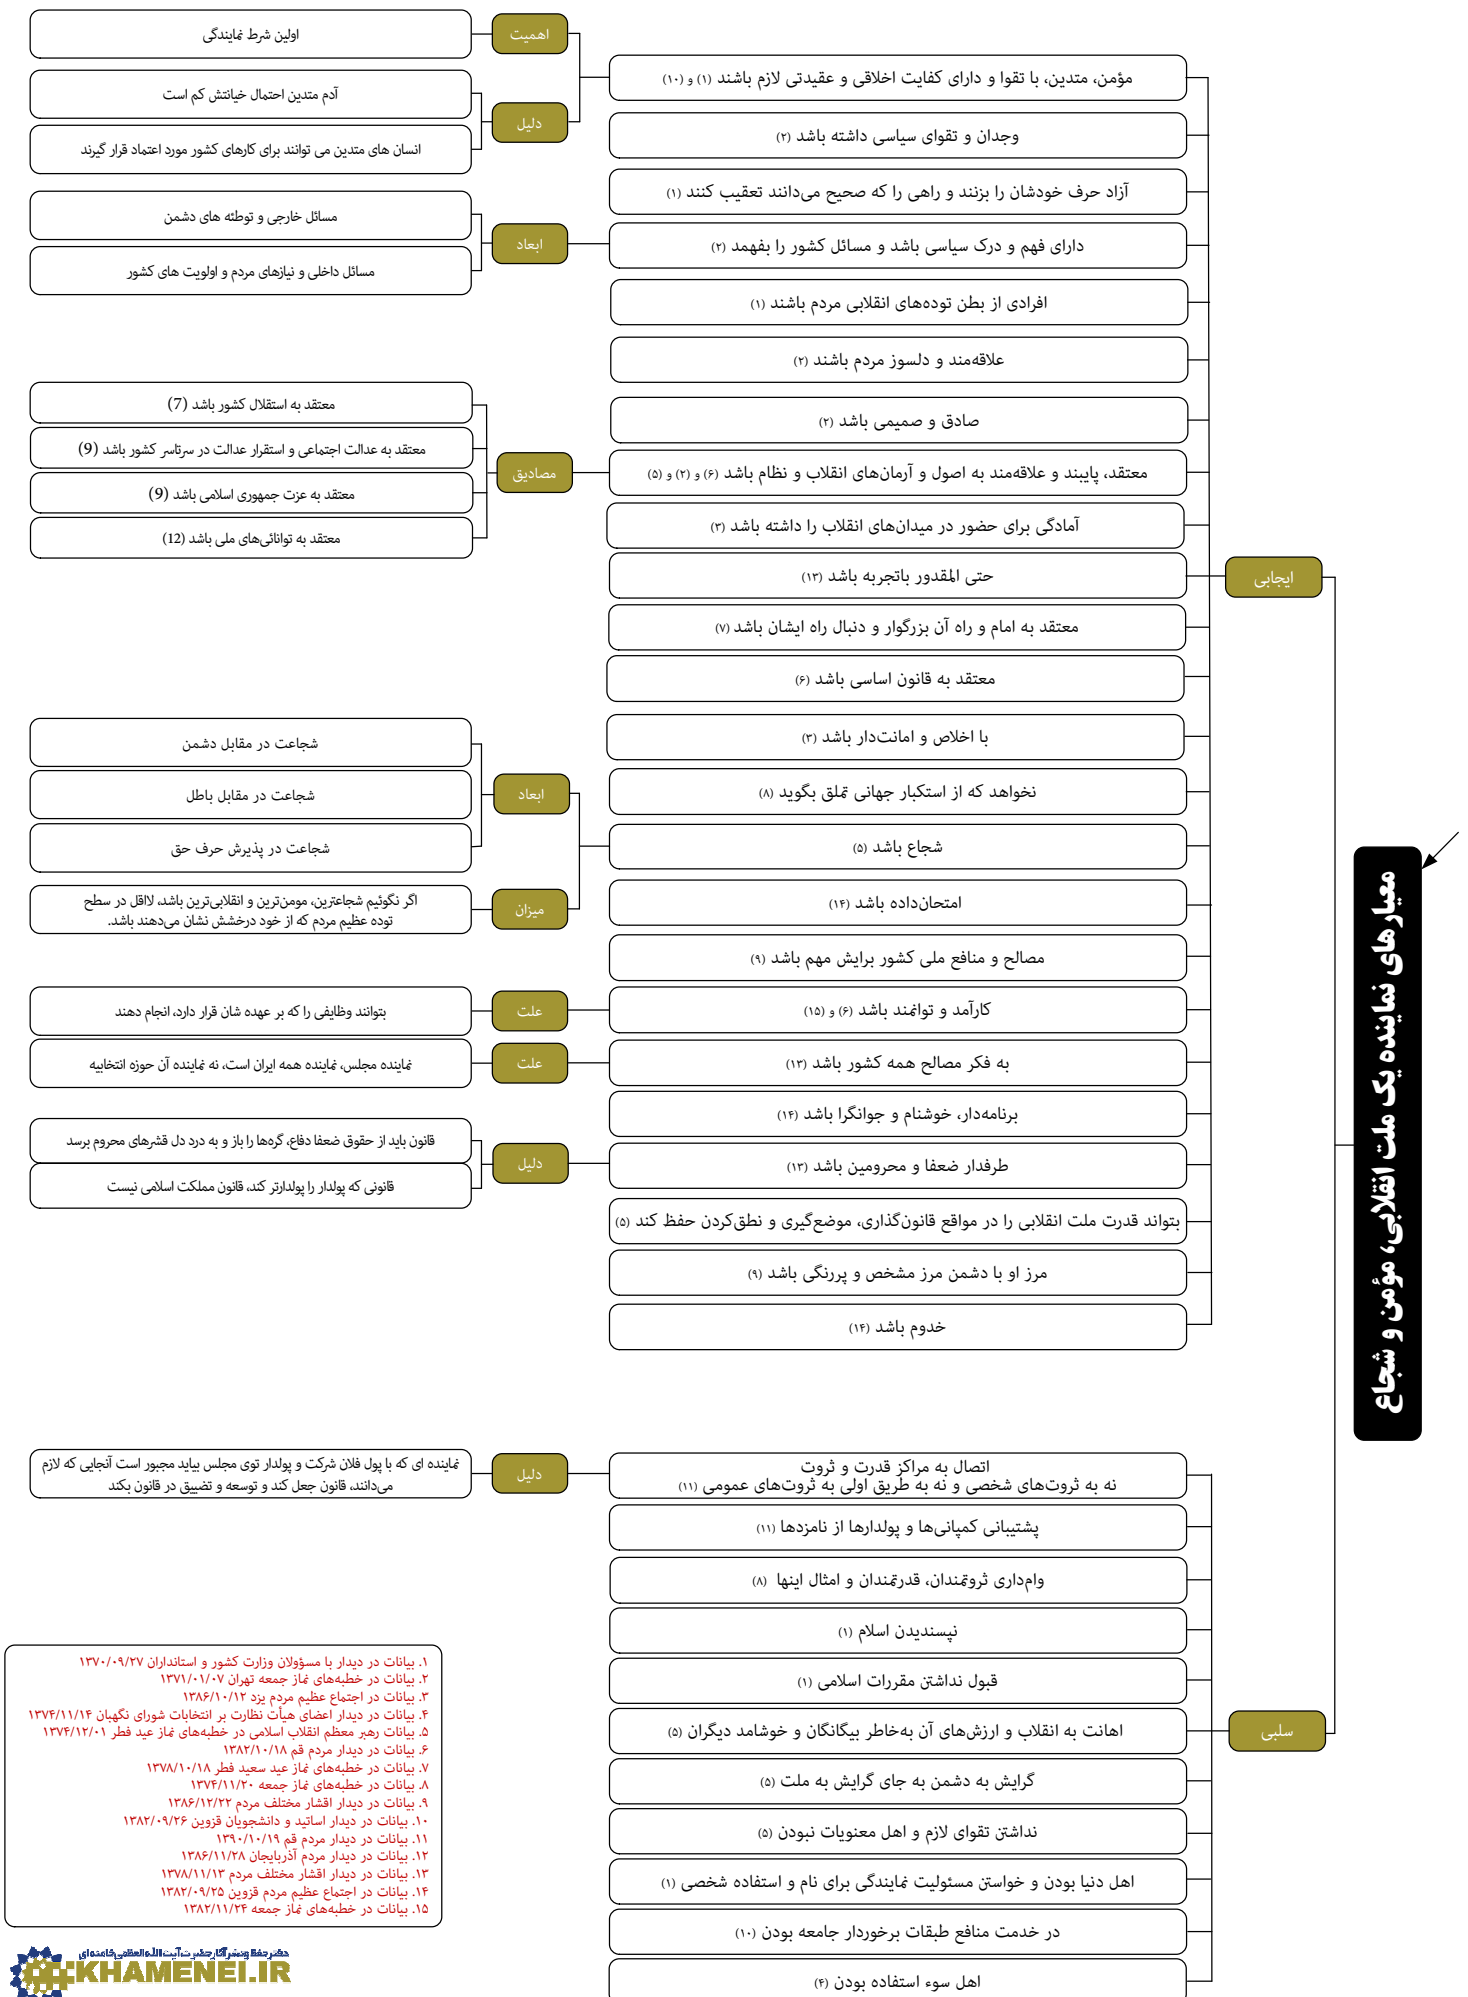 معیارهای نماینده یک ملت انقلابی، مؤمن و شجاع
ایجابی
مؤمن، متدین، با تقوا و دارای کفایت اخلاقی و عقیدتی لازم باشند (۱) و (۱۰)
اهمیت
اولین شرط نمایندگی
دلیل
آدم متدین احتمال خیانتش کم است
انسان های متدین می توانند برای کارهای کشور مورد اعتماد قرار گیرند
وجدان و تقوای سیاسی داشته باشد (۲)
آزاد حرف خودشان را بزنند و راهی را که صحیح می‌دانند تعقیب کنند (۱)
دارای فهم و درک سیاسی باشد و مسائل کشور را بفهمد (۲)
ابعاد
مسائل خارجی و توطئه های دشمن
مسائل داخلی و نیازهای مردم و اولویت های کشور
افرادی از بطن توده‌های انقلابی مردم باشند (۱)
علاقه‌مند و دلسوز مردم باشند (۲)
صادق و صمیمی باشد (۲)
معتقد، پایبند و علاقه‌مند به اصول و آرمان‌های انقلاب و نظام باشد (۶) و (۲) و (۵)
مصادیق
معتقد به استقلال کشور باشد (7)
معتقد به عدالت اجتماعی و استقرار عدالت در سرتاسر کشور باشد (9)
معتقد به عزت جمهوری اسلامی باشد (9)
معتقد به توانائی‌های ملی باشد (12)
آمادگی برای حضور در میدان‌های انقلاب را داشته باشد (۳)
حتی المقدور باتجربه باشد (۱۳)
معتقد به امام و راه آن بزرگوار و دنبال راه ایشان باشد (۷)
معتقد به قانون اساسی باشد (۶)
با اخلاص و امانت‌دار باشد (۳)
نخواهد که از استکبار جهانی تملق بگوید (۸)
شجاع باشد (۵)
ابعاد
شجاعت در مقابل دشمن
شجاعت در مقابل باطل
شجاعت در پذیرش حرف حق
میزان
اگر نگوئیم شجاعترین، مومن‌ترین و انقلابی‌ترین باشد، لااقل در سطح
توده عظیم مردم که از خود درخشش نشان می‌دهند باشد.
امتحان‌داده باشد (۱۴)
مصالح و منافع ملی کشور برایش مهم باشد (۹)
کارآمد و توانمند باشد (۶) و (۱۵)
علت
بتوانند وظایفی را که بر عهده شان قرار دارد، انجام دهند
به فکر مصالح همه کشور باشد (۱۳)
علت
نماینده مجلس، نماینده همه ایران است، نه نماینده آن حوزه انتخابیه
برنامه‌دار، خوشنام و جوانگرا باشد (۱۴)
طرفدار ضعفا و محرومین باشد (۱۳)
دلیل
قانون باید از حقوق ضعفا دفاع، گره‌ها را باز و به درد دل قشرهای محروم برسد
قانونی که پولدار را پولدارتر کند، قانون مملکت اسلامی نیست
بتواند قدرت ملت انقلابی را در مواقع قانون‌گذاری، موضع‌گیری و نطق‌کردن حفظ کند (۵)
مرز او با دشمن مرز مشخص و پررنگی باشد (۹)
خدوم باشد (۱۴)
سلبی
اتصال به مراکز قدرت و ثروت
نه به ثروت‌های شخصی و نه به طریق اولی به ثروت‌های عمومی (۱۱)
دلیل
نماینده ای که با پول فلان شرکت و پولدار توی مجلس بیاید مجبور است آنجایی که لازم
می‌دانند، قانون جعل کند و توسعه و تضییق در قانون بکند
پشتیبانی کمپانی‌ها و پولدارها از نامزدها (۱۱)
وام‌داری ثروتمندان، قدرتمندان و امثال اینها (۸)
نپسندیدن اسلام (۱)
قبول نداشتن مقررات اسلامی (۱)
اهانت به انقلاب و ارزش‌های آن به‌خاطر بیگانگان و خوشامد دیگران (۵)
گرایش به دشمن به جای گرایش به ملت (۵)
نداشتن تقوای لازم و اهل معنویات نبودن (۵)
اهل دنیا بودن و خواستن مسئولیت نمایندگی برای نام و استفاده شخصی (۱)
در خدمت منافع طبقات برخوردار جامعه بودن (۱۰)
اهل سوء استفاده بودن (۴)
۱. بیانات در دیدار با مسؤولان وزارت کشور و استانداران ۱۳۷۰/۰۹/۲۷
۲. بیانات در خطبه‌های نماز جمعه تهران ۱۳۷۱/۰۱/۰۷
۳. بیانات در اجتماع عظیم مردم یزد ۱۳۸۶/۱۰/۱۲
۴. بیانات در دیدار اعضای هیأت نظارت بر انتخابات شورای نگهبان ۱۳۷۴/۱۱/۱۴
۵. بیانات رهبر معظم انقلاب اسلامی در خطبه‌های نماز عید فطر ۱۳۷۴/۱۲/۰۱
۶. بیانات در دیدار مردم قم ۱۳۸۲/۱۰/۱۸
۷. بیانات در خطبه‌های نماز عید سعید فطر ۱۳۷۸/۱۰/۱۸
۸. بیانات در خطبه‌های نماز جمعه ۱۳۷۴/۱۱/۲۰
۹. بیانات در دیدار اقشار مختلف مردم ۱۳۸۶/۱۲/۲۲
۱۰. بیانات در دیدار اساتید و دانشجویان قزوین ۱۳۸۲/۰۹/۲۶
۱۱. بیانات در دیدار مردم قم ۱۳۹۰/۱۰/۱۹
۱۲. بیانات در دیدار مردم آذربایجان ۱۳۸۶/۱۱/۲۸
۱۳. بیانات در دیدار اقشار مختلف مردم ۱۳۷۸/۱۱/۱۳
۱۴. بیانات در اجتماع عظیم مردم قزوین ۱۳۸۲/۰۹/۲۵
۱۵. بیانات در خطبه‌های نماز جمعه ۱۳۸۲/۱۱/۲۴
دفتر حفظ و نشر آثار حضرت آیت‌الله‌العظمی خامنه‌ای
KHAMENEI.IR